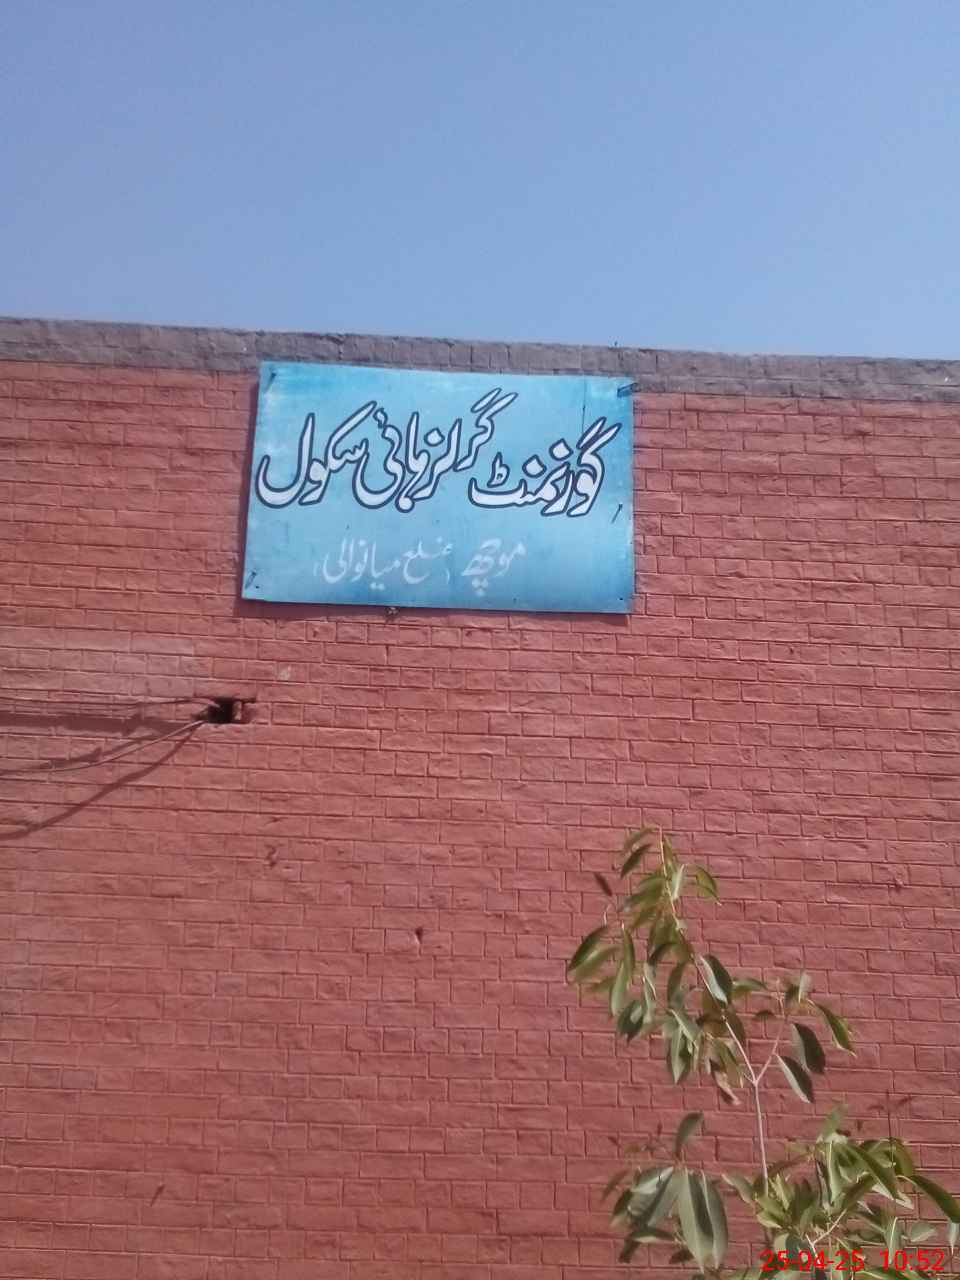 گورنمنٹ گرلز ہائی سکول
موچھ (ضلع میانوالی)
25-04-25 10:52